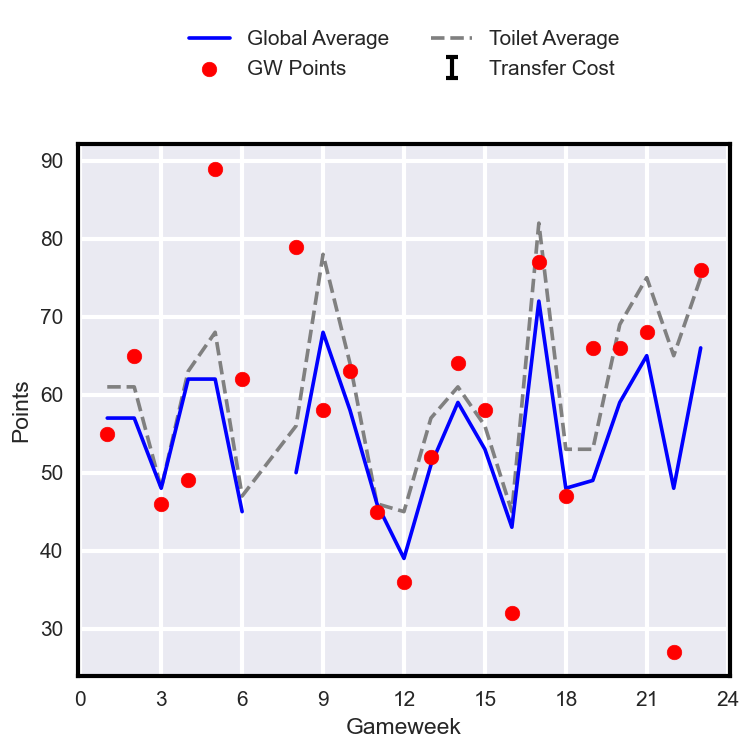 Global Average
Toilet Average
GW Points
Transfer Cost
90
80
70
60
50
40
30
Points
0 3 6 9 12 15 18 21 24
Gameweek